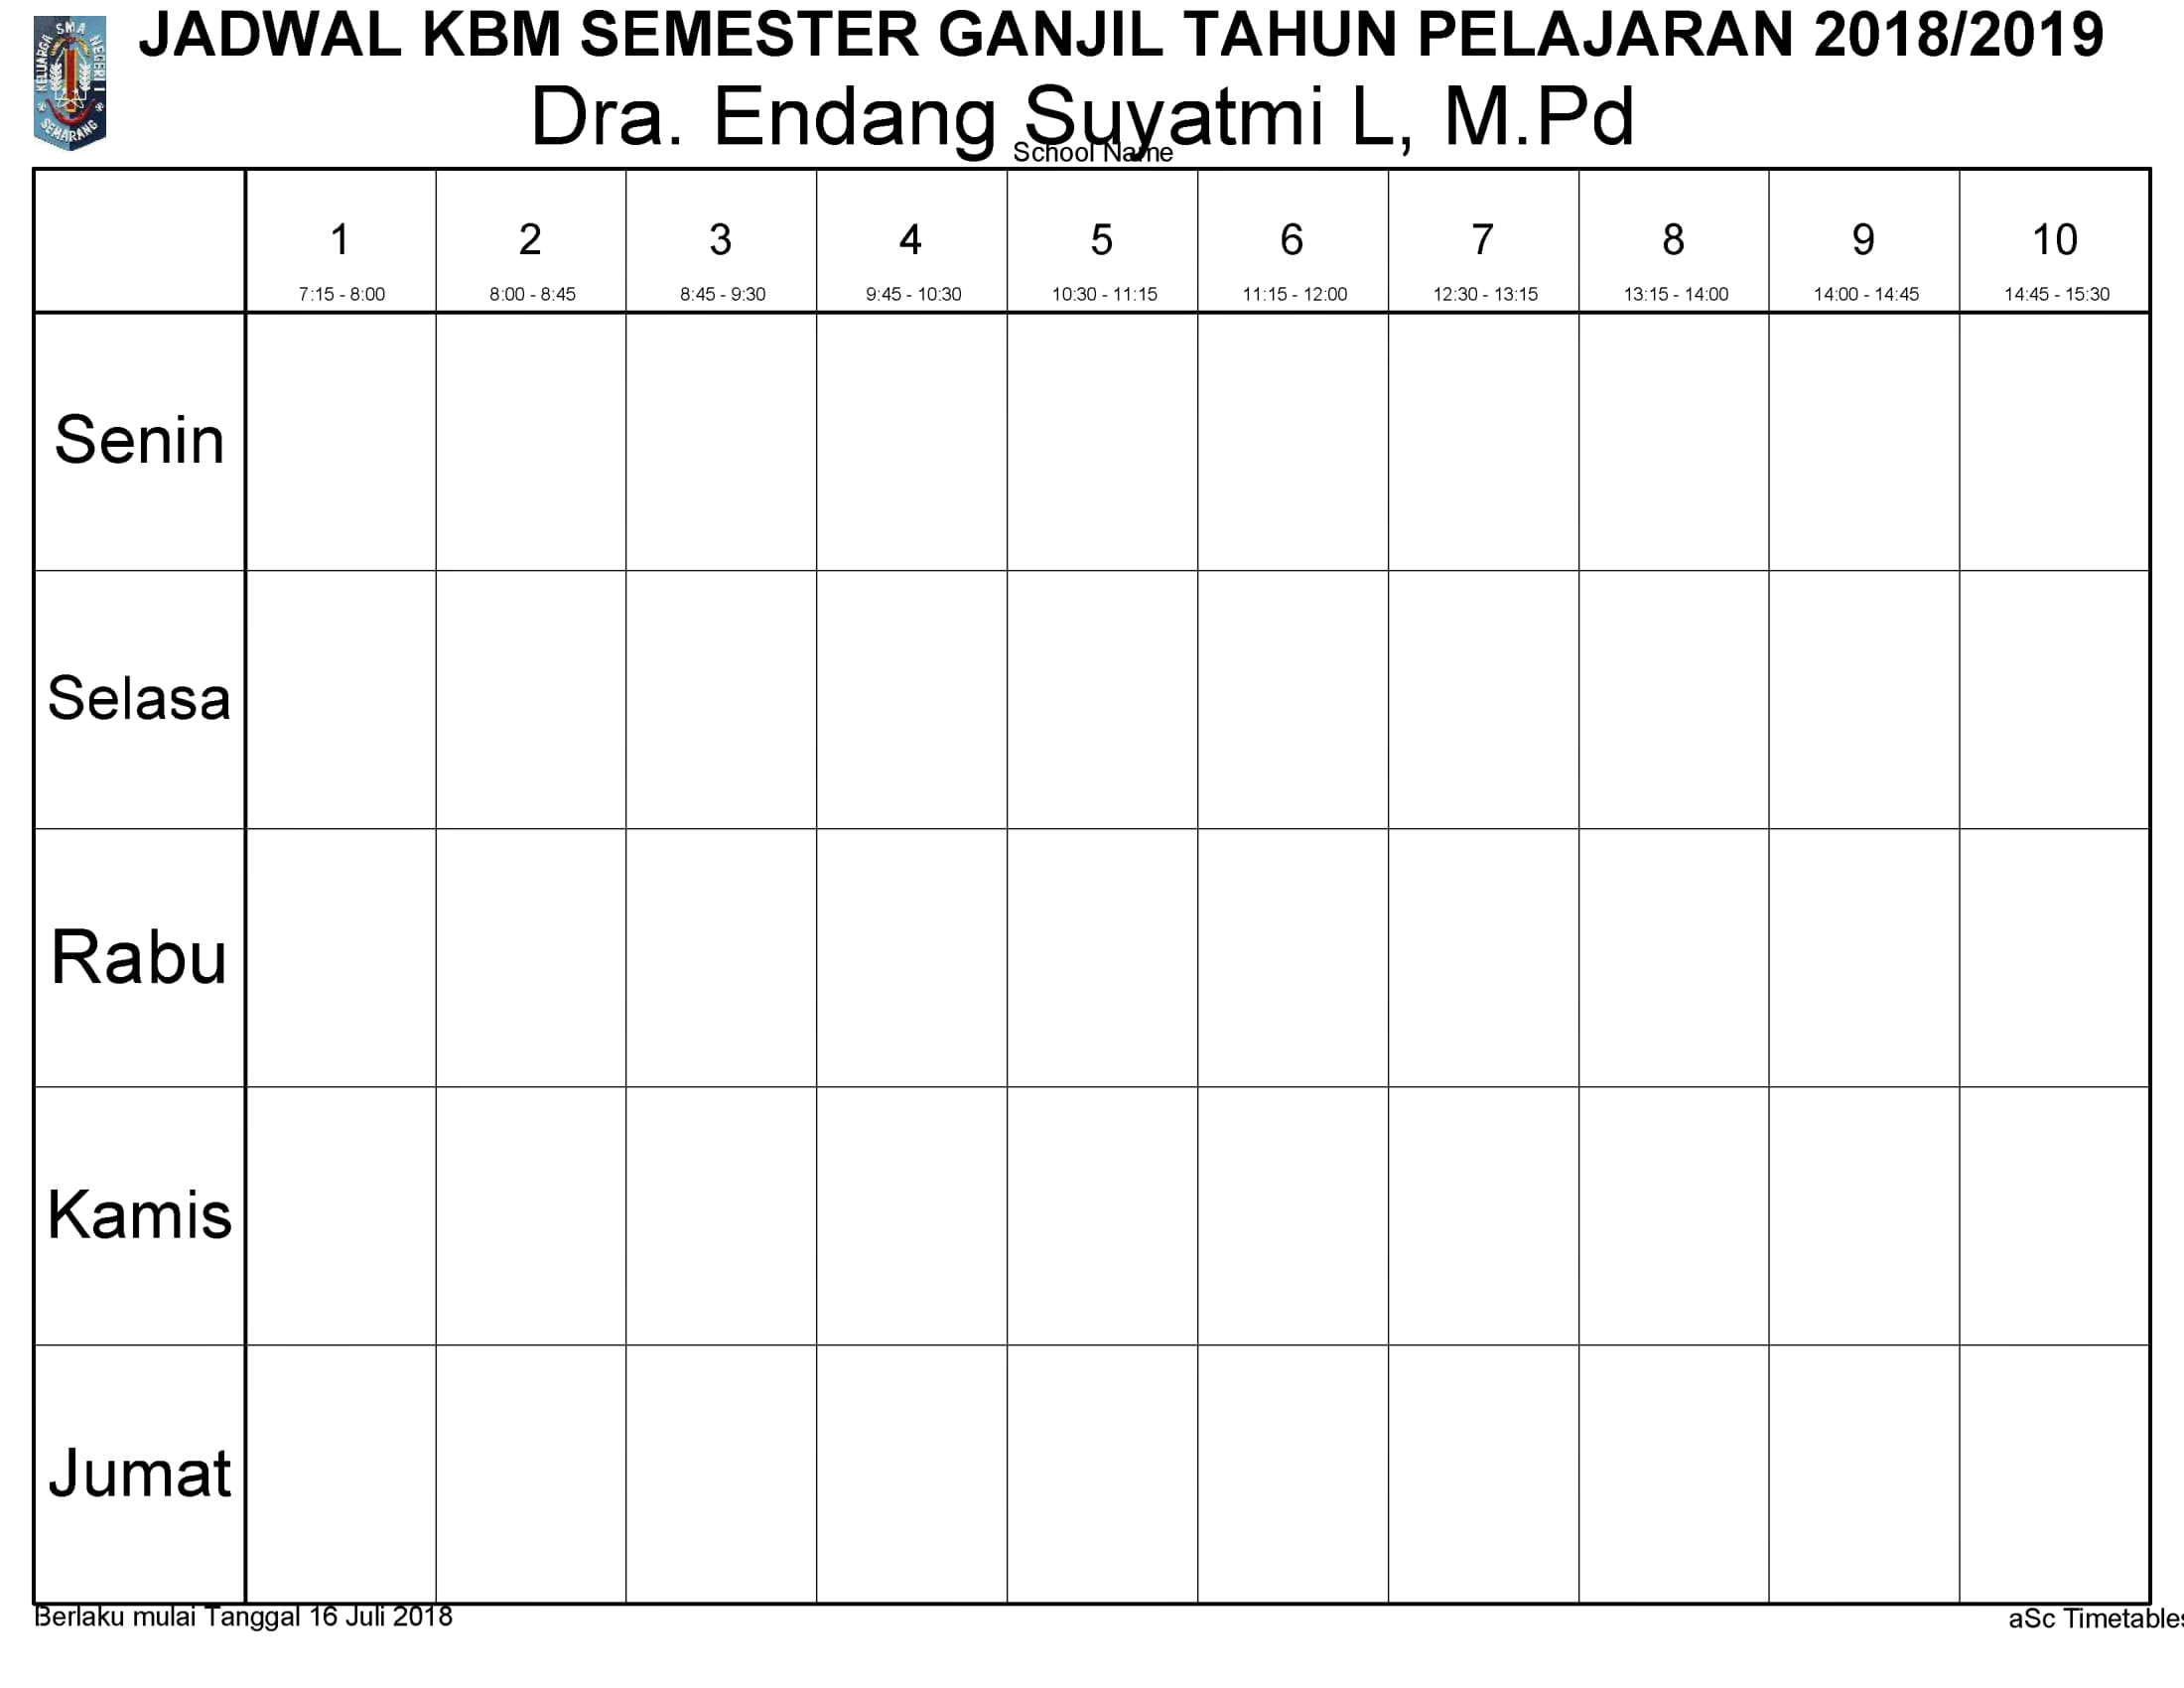 KELUARGA SMA NEGERI 1
SEMARANG
JADWAL KBM SEMESTER GANJIL TAHUN PELAJARAN 2018/2019
Dra. Endang Suyatmi L, M.Pd
School Name
1 2 3 4 5 6 7 8 9 10
7:15 - 8:00 8:00 - 8:45 8:45 - 9:30 9:45 - 10:30 10:30 - 11:15 11:15 - 12:00 12:30 - 13:15 13:15 - 14:00 14:00 - 14:45 14:45 - 15:30
Senin
Selasa
Rabu
Kamis
Jumat
Berlaku mulai Tanggal 16 Juli 2018 aSc Timetables